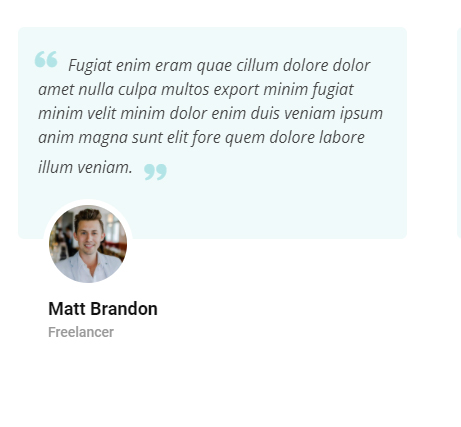 “ Fugiat enim eram quae cillum dolore dolor
amet nulla culpa multos export minim fugiat
minim velit minim dolor enim duis veniam ipsum
anim magna sunt elit fore quem dolore labore
illum veniam. ”
Matt Brandon
Freelancer